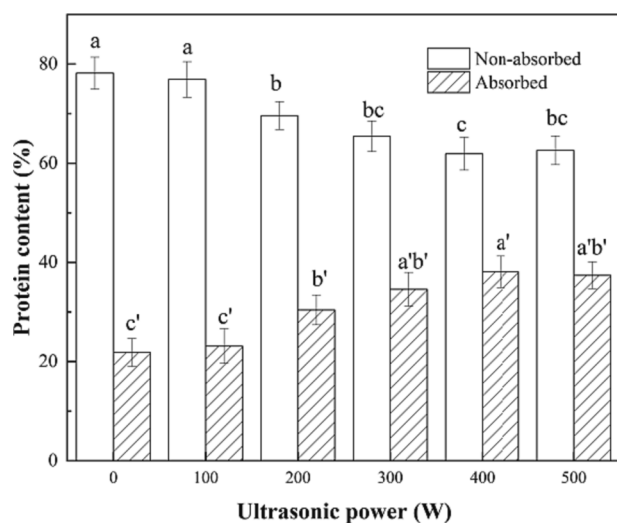 Protein content (%)
80
60
40
20
0
a
a
b
bc
c
bc
c'
c'
b'
a'b'
a'
a'b'
Non-absorbed
Absorbed
0 100 200 300 400 500
Ultrasonic power (W)